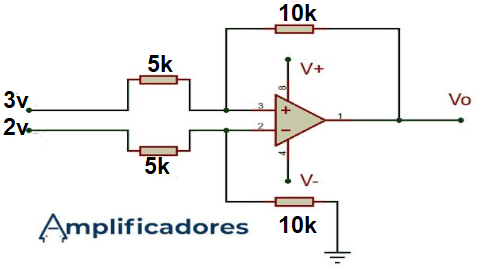 10k
V+
5k
8
3v
3
+
1
Vo
2v
2
−
4
5k
V-
10k
Amplificadores